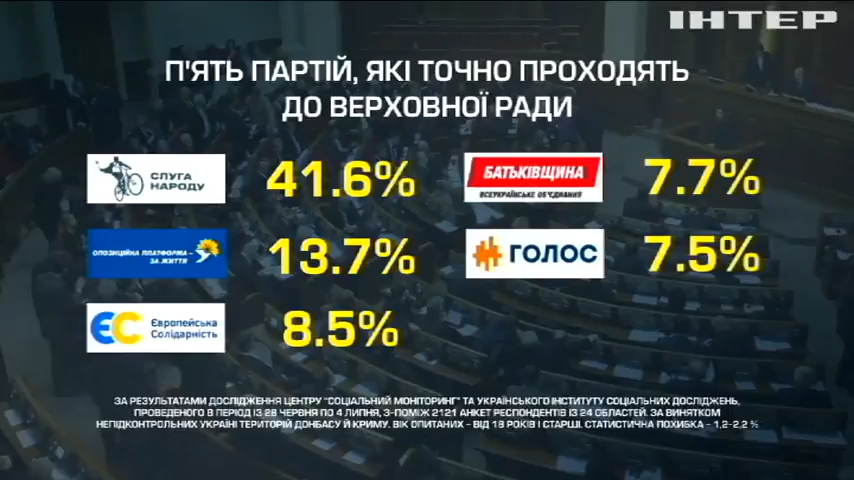 ІНТЕР
П'ЯТЬ ПАРТІЙ, ЯКІ ТОЧНО ПРОХОДЯТЬ
ДО ВЕРХОВНОЇ РАДИ
СЛУГА
НАРОДУ
41.6%
ОПОЗИЦІЙНА ПЛАТФОРМА –
ЗА ЖИТТЯ
13.7%
ЄС Європейська
Солідарність
8.5%
БАТЬКІВЩИНА
ВСЕУКРАЇНСЬКЕ ОБ'ЄДНАННЯ
7.7%
ГОЛОС
7.5%
ЗА РЕЗУЛЬТАТАМИ ДОСЛІДЖЕННЯ ЦЕНТРУ "СОЦІАЛЬНИЙ МОНІТОРИНГ" ТА УКРАЇНСЬКОГО ІНСТИТУТУ СОЦІАЛЬНИХ ДОСЛІДЖЕНЬ,
ПРОВЕДЕНОГО В ПЕРІОД ІЗ 28 ЧЕРВНЯ ПО 4 ЛИПНЯ, З-ПОМІЖ 2121 АНКЕТ РЕСПОНДЕНТІВ ІЗ 24 ОБЛАСТЕЙ. ЗА ВИНЯТКОМ
НЕПІДКОНТРОЛЬНИХ УКРАЇНІ ТЕРИТОРІЙ ДОНБАСУ Й КРИМУ. ВІК ОПИТАНИХ – ВІД 18 РОКІВ І СТАРШІ. СТАТИСТИЧНА ПОХИБКА – 1,2-2,2 %